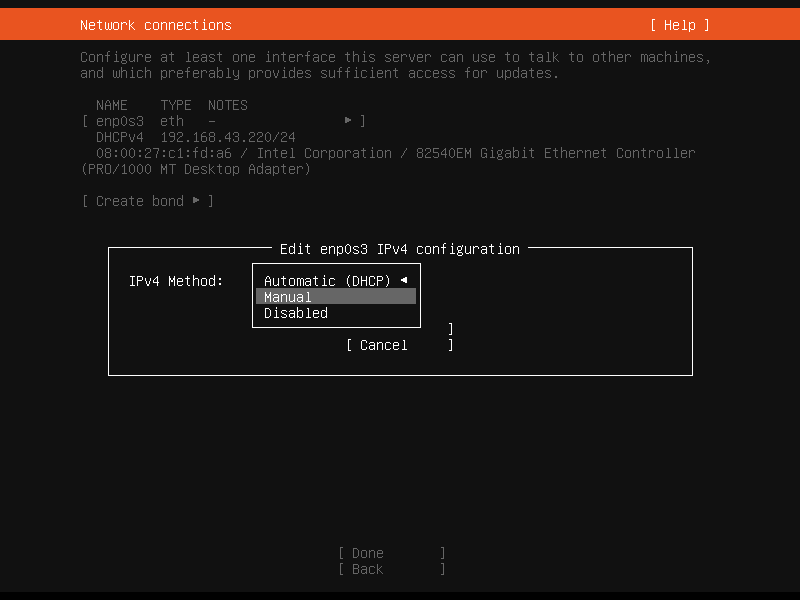 Network connections [ Help ]
Configure at least one interface this server can use to talk to other machines,
and which preferably provides sufficient access for updates.
NAME TYPE NOTES
[ enp0s3 eth – ▸ ]
DHCPv4 192.168.43.220/24
08:00:27:c1:fd:a6 / Intel Corporation / 82540EM Gigabit Ethernet Controller
(PRO/1000 MT Desktop Adapter)
[ Create bond ▸ ]
Edit enp0s3 IPv4 configuration
IPv4 Method: Automatic (DHCP) ◂
Manual
Disabled
]
[ Cancel ]
[ Done ]
[ Back ]